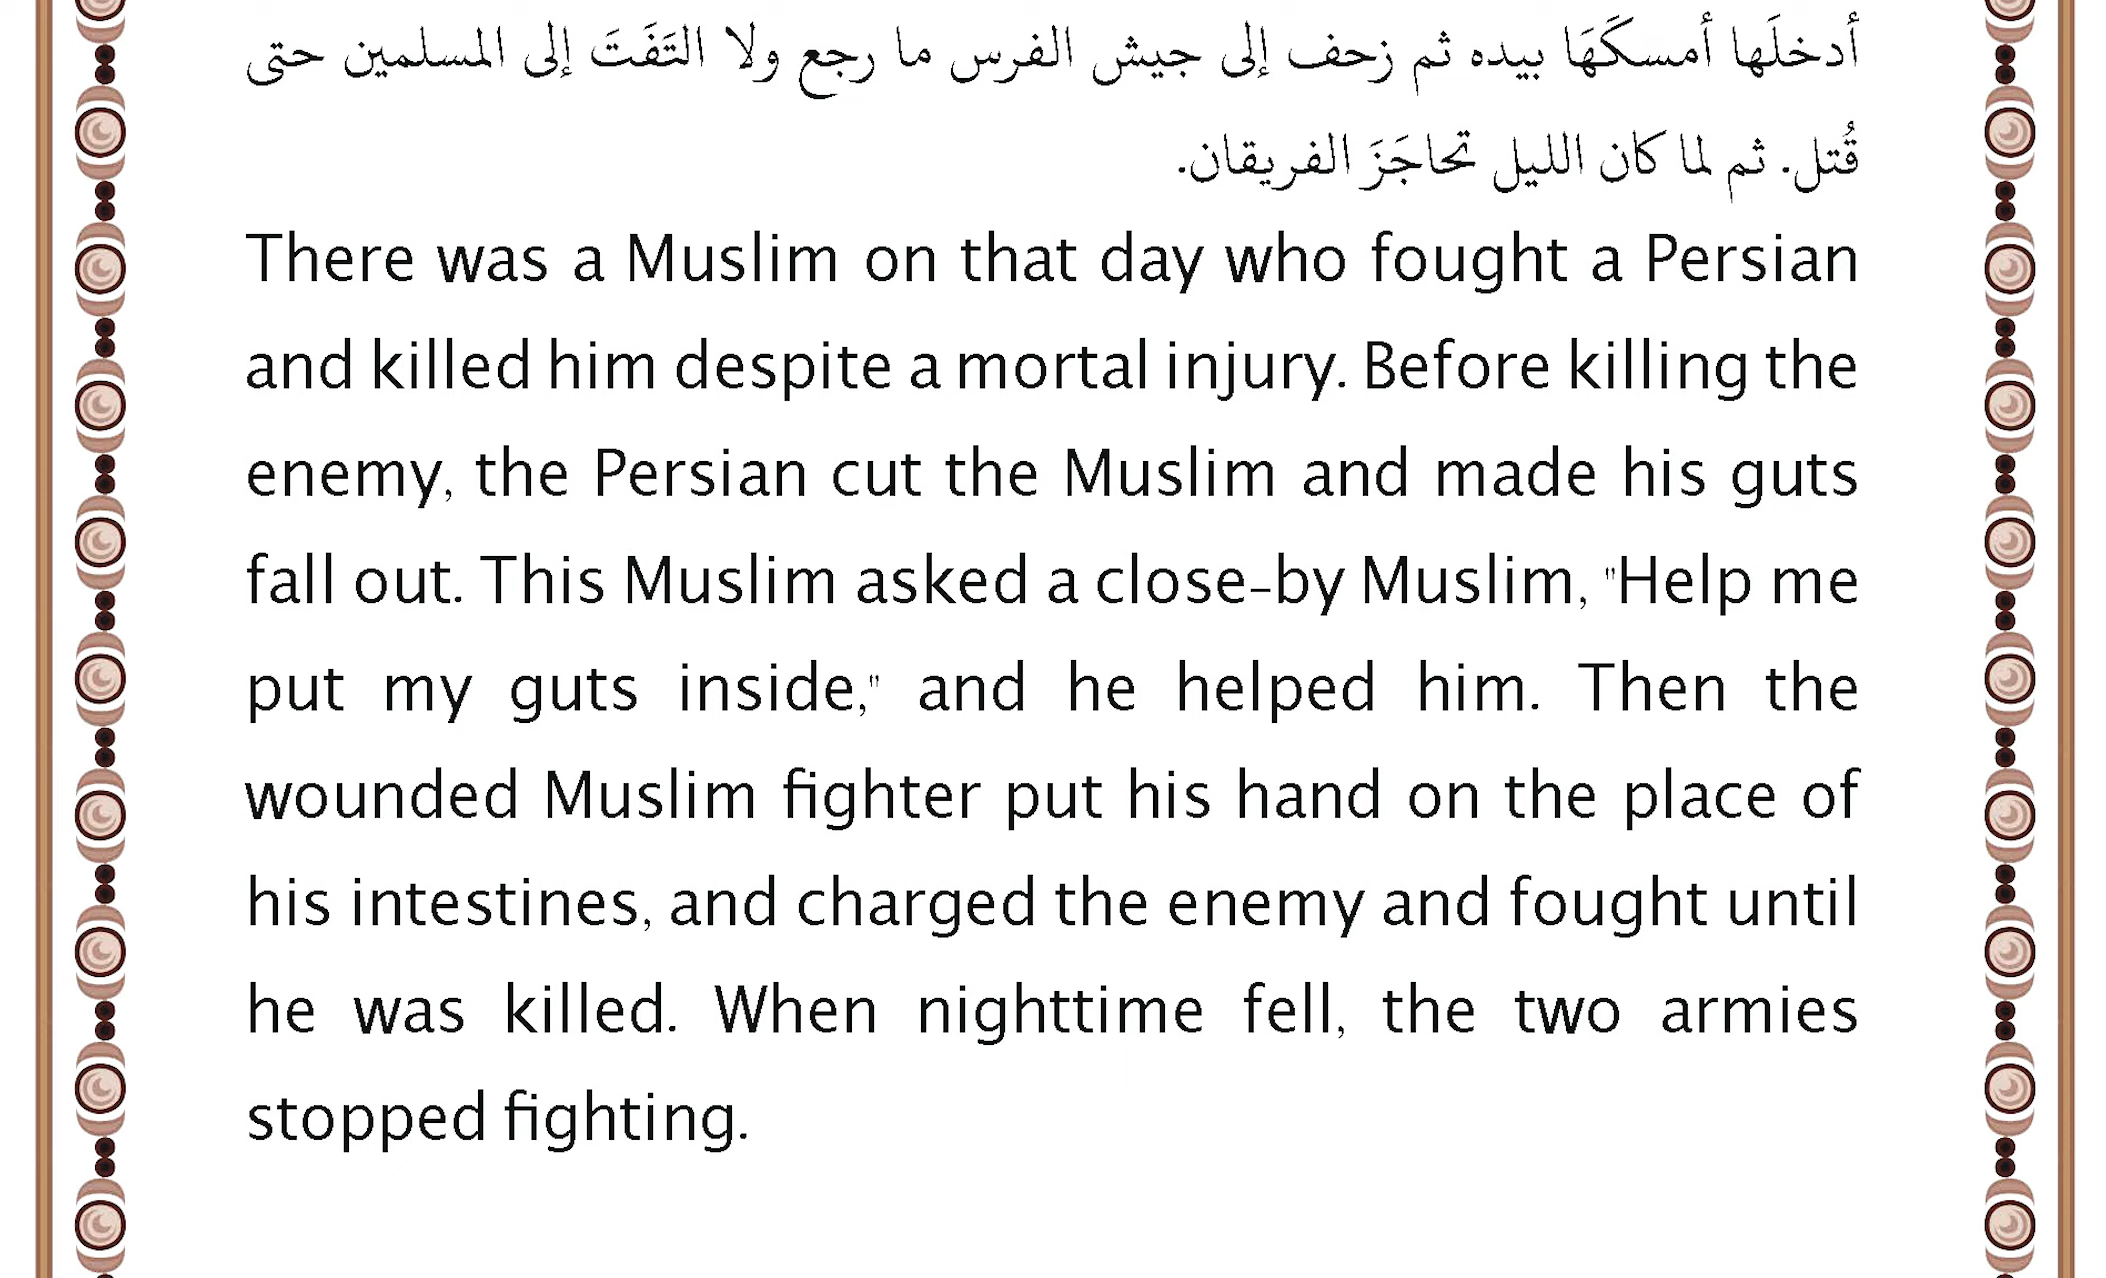 أدخلَها أمسكَهَا بيده ثم زحف إلى جيش الفرس ما رجع ولا التَفَتَ إلى المسلمين حتى
قُتل. ثم لما كان الليل تحاجَزَ الفريقان.
There was a Muslim on that day who fought a Persian
and killed him despite a mortal injury. Before killing the
enemy, the Persian cut the Muslim and made his guts
fall out. This Muslim asked a close-by Muslim, "Help me
put my guts inside," and he helped him. Then the
wounded Muslim fighter put his hand on the place of
his intestines, and charged the enemy and fought until
he was killed. When nighttime fell, the two armies
stopped fighting.